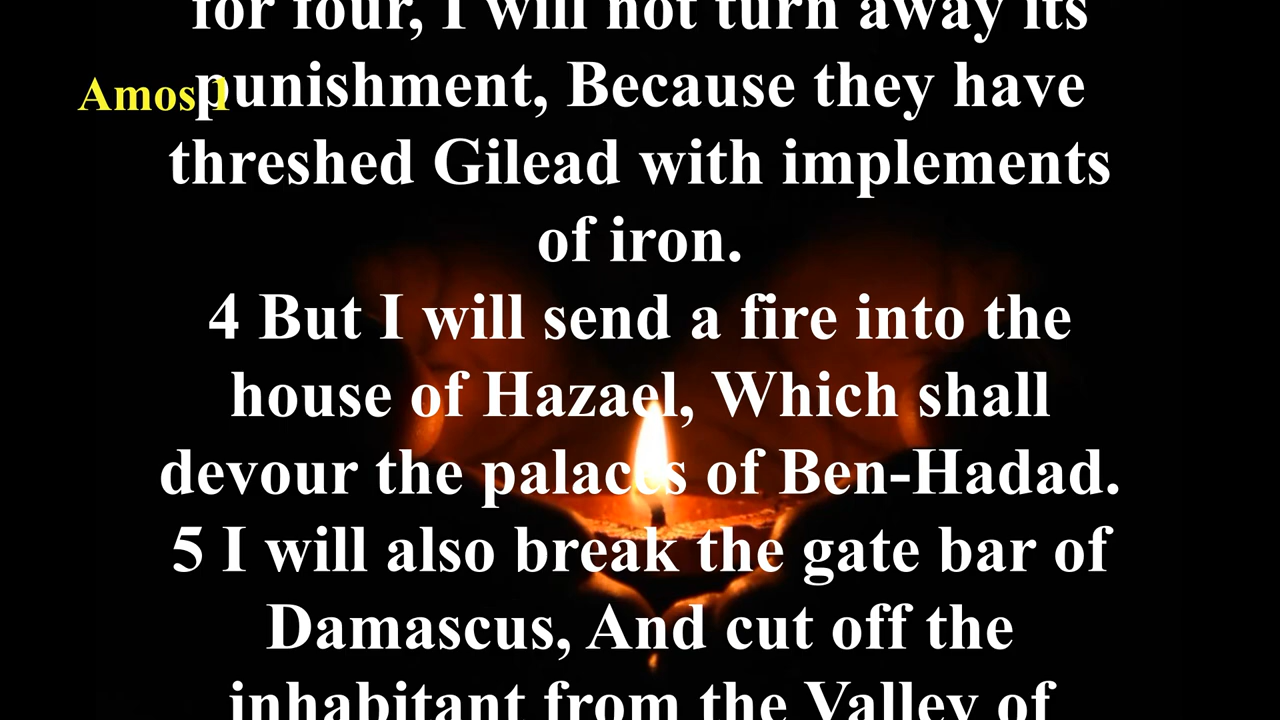 for four, I will not turn away its
Amos 1
punishment, Because they have
threshed Gilead with implements
of iron.
4 But I will send a fire into the
house of Hazael, Which shall
devour the palaces of Ben-Hadad.
5 I will also break the gate bar of
Damascus, And cut off the
inhabitant from the Valley of